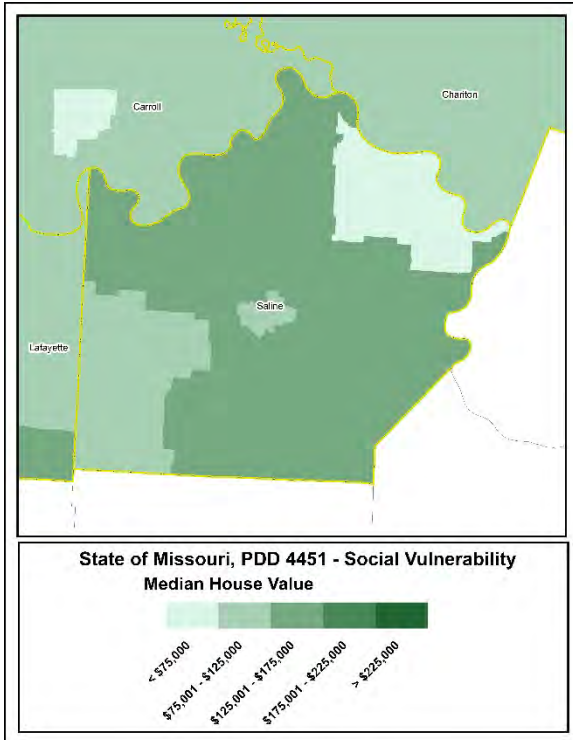 Carroll
Chariton
Saline
Lafayette
State of Missouri, PDD 4451 - Social Vulnerability
Median House Value
< $75,000
$75,001 - $125,000
$125,001 - $175,000
$175,001 - $225,000
> $225,000